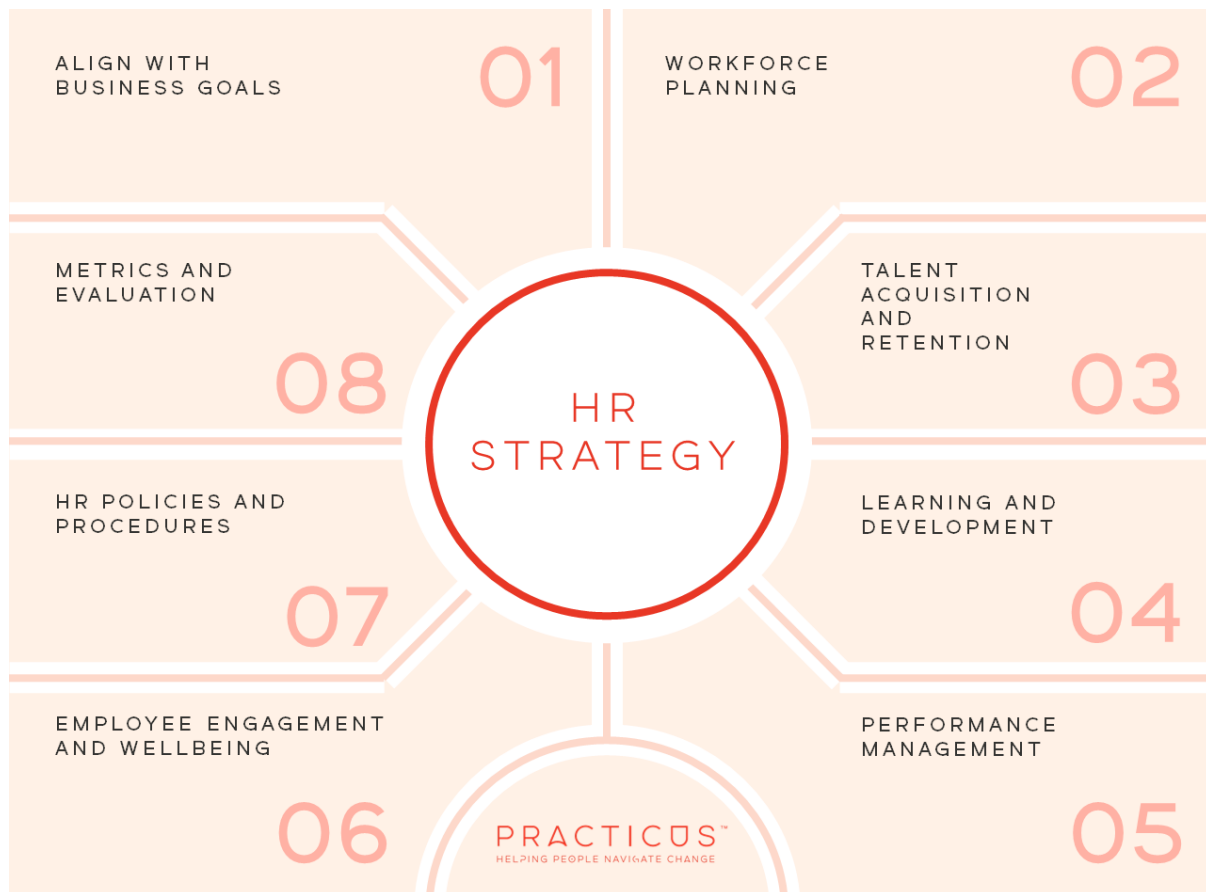 ALIGN WITH
BUSINESS GOALS
01
WORKFORCE
PLANNING
02
TALENT
ACQUISITION
AND
RETENTION
03
LEARNING AND
DEVELOPMENT
04
PERFORMANCE
MANAGEMENT
05
EMPLOYEE ENGAGEMENT
AND WELLBEING
06
HR POLICIES AND
PROCEDURES
07
METRICS AND
EVALUATION
08
HR
STRATEGY
PRACTICUS™
HELPING PEOPLE NAVIGATE CHANGE